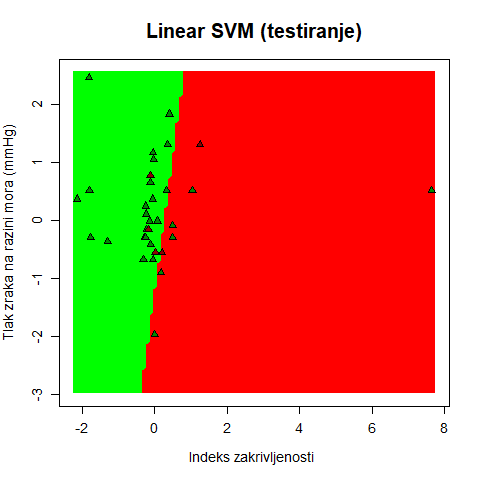 Linear SVM (testiranje)
Tlak zraka na razini mora (mmHg)
2
1
0
-1
-2
-3
-2 0 2 4 6 8
Indeks zakrivljenosti